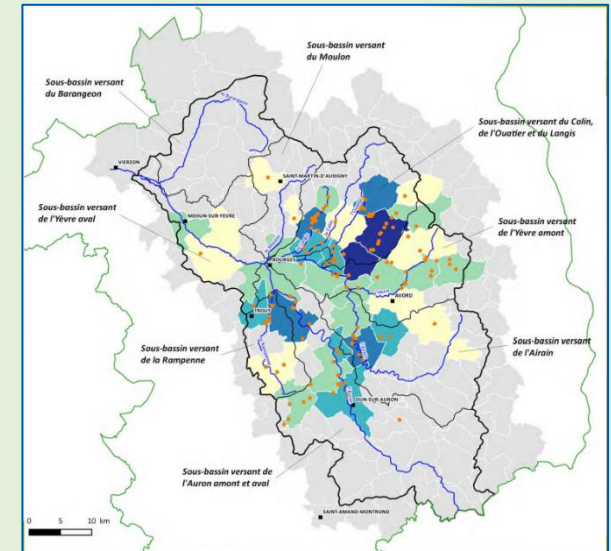 Sous-bassin versant
du Moulon
Sous-bassin versant
du Barangeon
Sous-bassin versant du Colin,
de l'Ouatier et du Langis
VIERZON
SAINT-MARTIN-D'AUXIGNY
Sous-bassin versant
de l'Yèvre aval
MEHUN-SUR-YEVRE
Sous-bassin versant
de l'Yèvre amont
BOURGES
AVORD
TROUY
Sous-bassin versant
de la Rampenne
Sous-bassin versant
de l'Airain
DUN-SUR-AURON
Sous-bassin versant de
l'Auron amont et aval
SAINT-AMAND-MONTROND
0 5 10 km